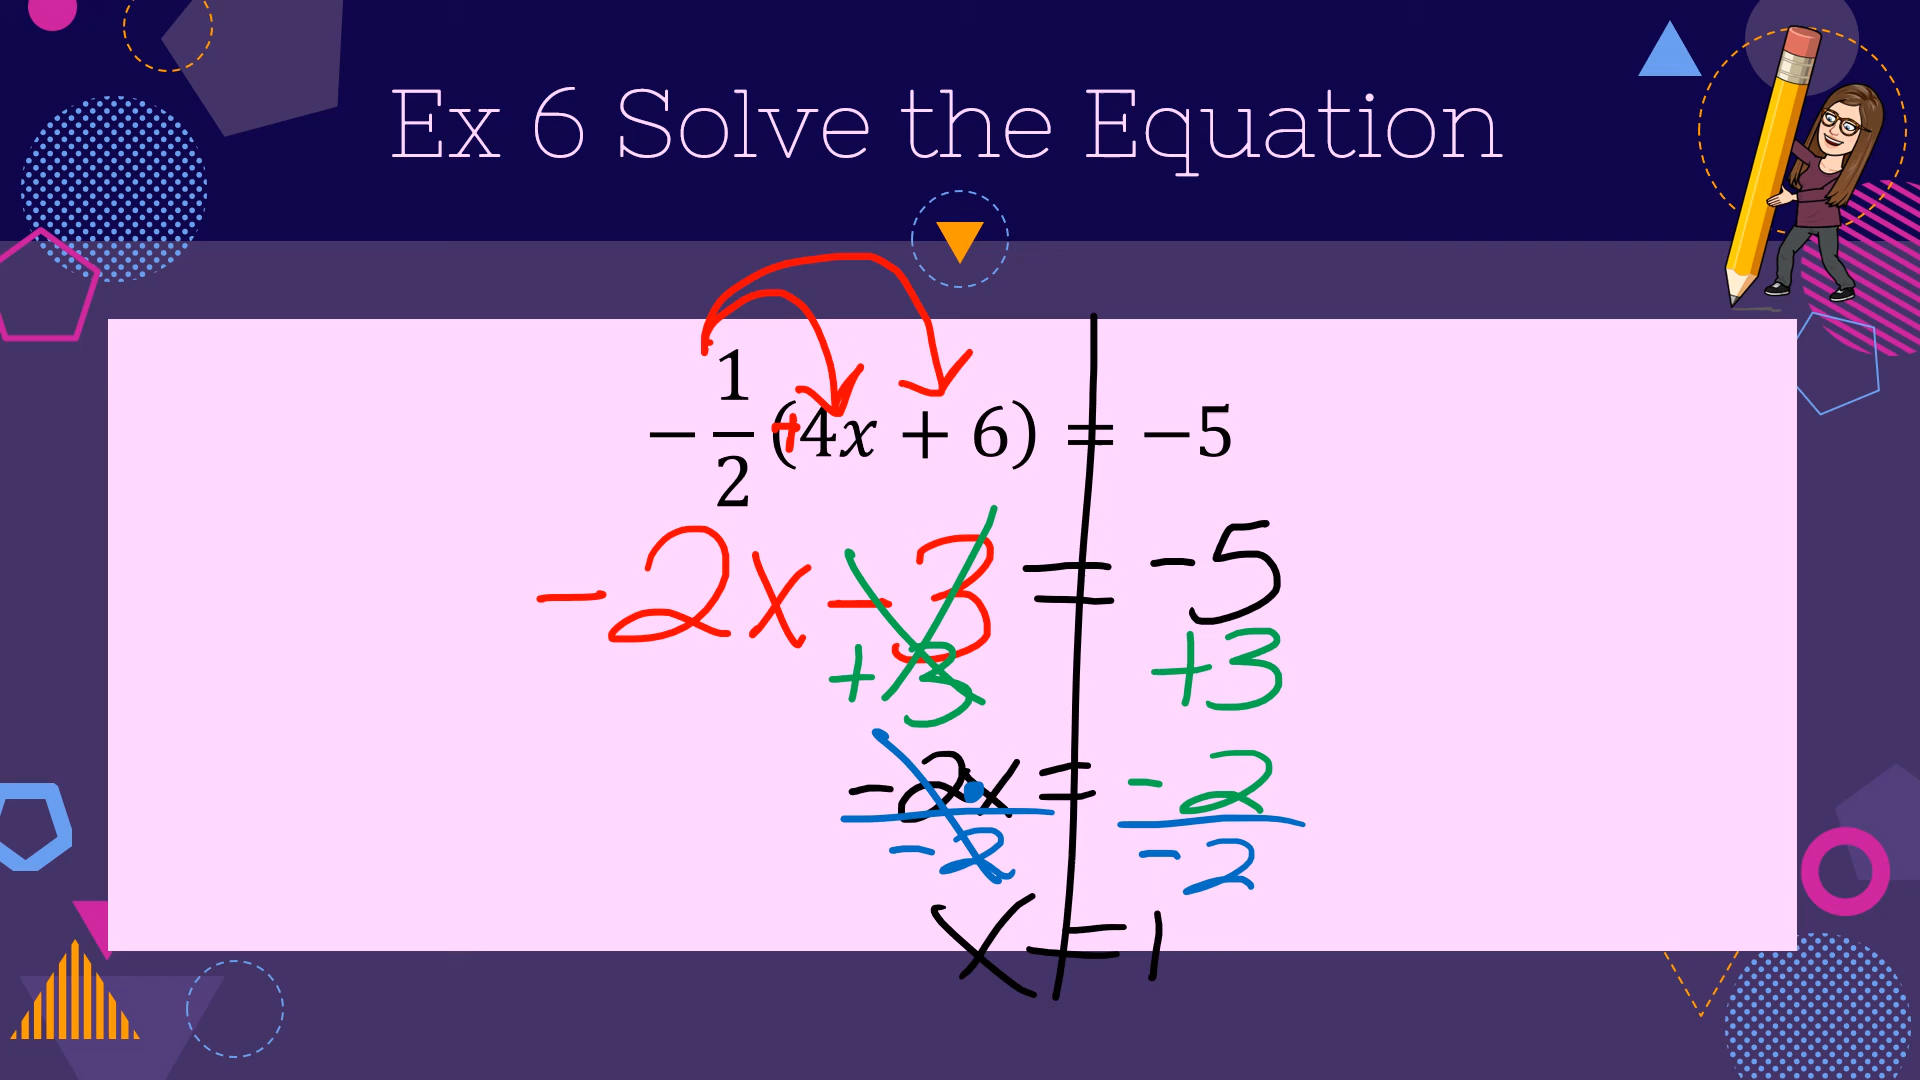 Ex 6 Solve the Equation
−1/2(+4x + 6) = −5
-2x-3 = -5
+3 +3
-2x = -2
-2 -2
x=1